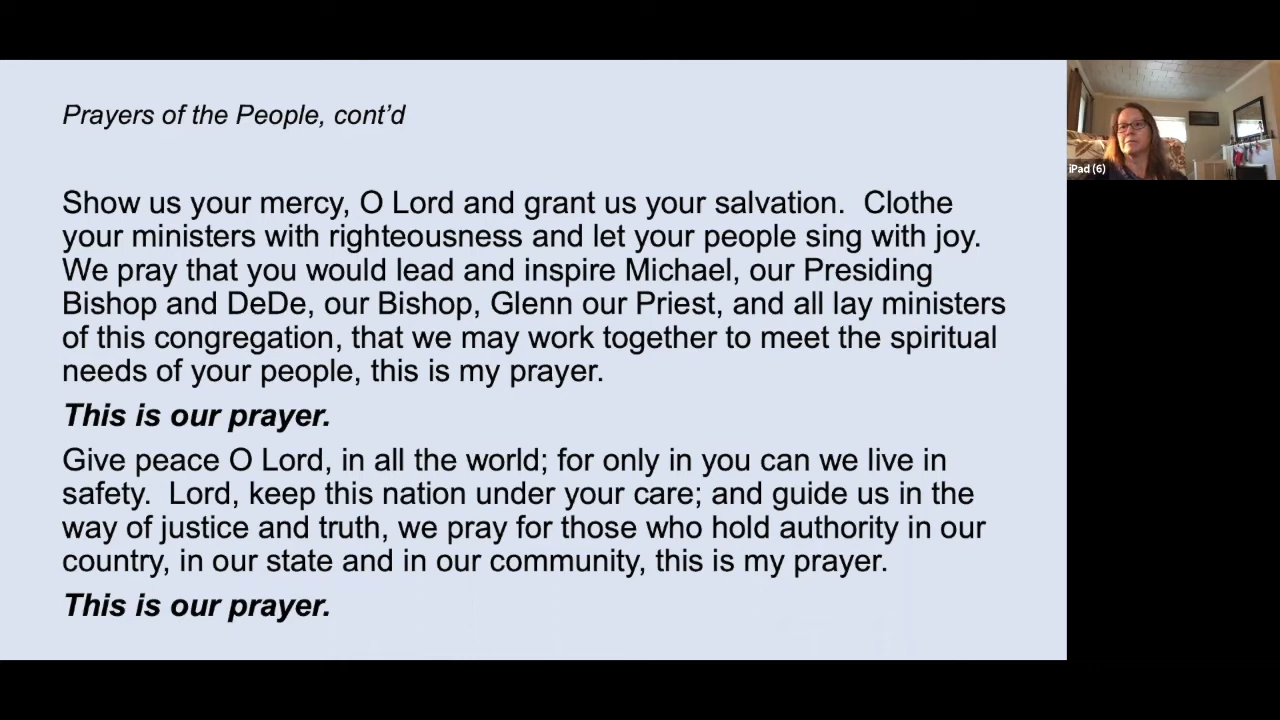 Prayers of the People, cont’d
Show us your mercy, O Lord and grant us your salvation.  Clothe
your ministers with righteousness and let your people sing with joy.
We pray that you would lead and inspire Michael, our Presiding
Bishop and DeDe, our Bishop, Glenn our Priest, and all lay ministers
of this congregation, that we may work together to meet the spiritual
needs of your people, this is my prayer.
This is our prayer.
Give peace O Lord, in all the world; for only in you can we live in
safety.  Lord, keep this nation under your care; and guide us in the
way of justice and truth, we pray for those who hold authority in our
country, in our state and in our community, this is my prayer.
This is our prayer.
iPad (6)